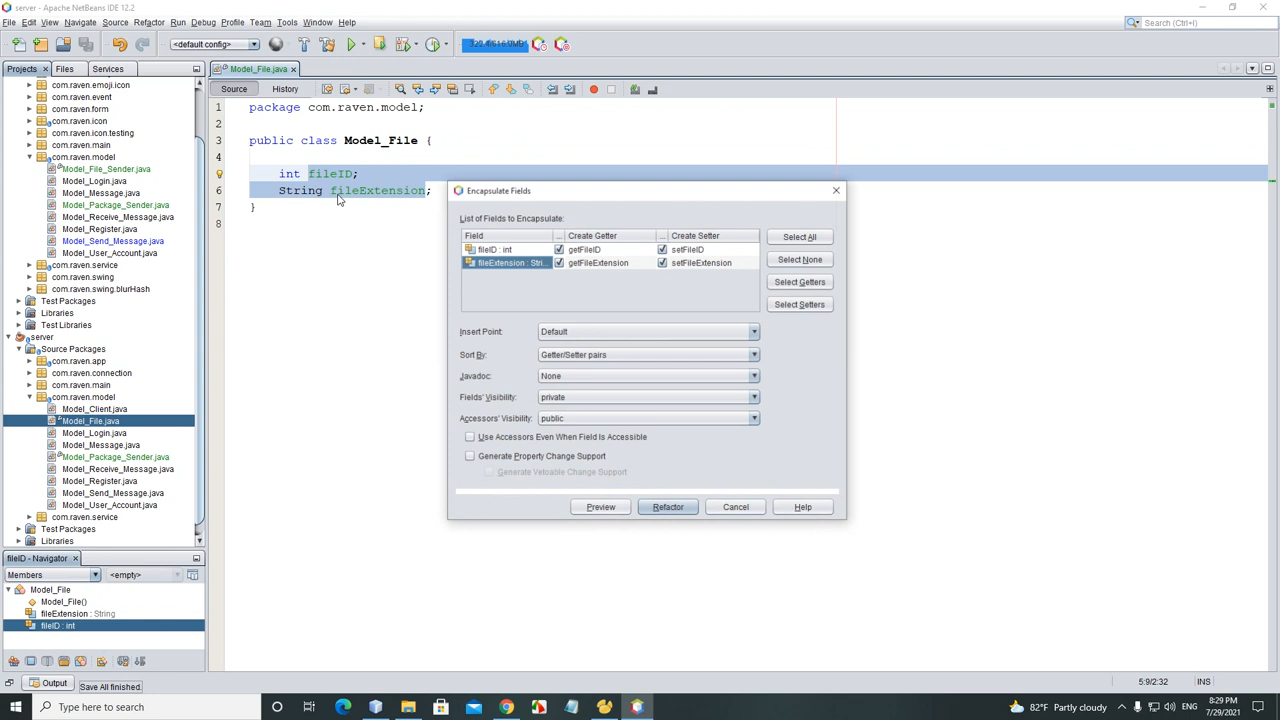 server - Apache NetBeans IDE 12.2
File Edit View Navigate Source Refactor Run Debug Profile Team Tools Window Help
Search (Ctrl+I)
<default config>
Projects Files Services
Model_File.java
com.raven.emoji.icon
com.raven.event
com.raven.form
com.raven.icon
com.raven.icon.testing
com.raven.main
com.raven.model
Model_File_Sender.java
Model_Login.java
Model_Message.java
Model_Package_Sender.java
Model_Receive_Message.java
Model_Register.java
Model_Send_Message.java
Model_User_Account.java
com.raven.service
com.raven.swing
com.raven.swing.blurHash
Test Packages
Libraries
Test Libraries
server
Source Packages
com.raven.app
com.raven.connection
com.raven.main
com.raven.model
Model_Client.java
Model_File.java
Model_Login.java
Model_Message.java
Model_Package_Sender.java
Model_Receive_Message.java
Model_Register.java
Model_Send_Message.java
Model_User_Account.java
com.raven.service
Test Packages
Libraries
Source History
1 package com.raven.model;
2
3 public class Model_File {
4
int fileID;
6 String fileExtension;
7 }
8
Encapsulate Fields
List of Fields to Encapsulate:
Field ... Create Getter ... Create Setter
fileID : int getFileID setFileID
fileExtension : Stri... getFileExtension setFileExtension
Select All
Select None
Select Getters
Select Setters
Insert Point: Default
Sort By: Getter/Setter pairs
Javadoc: None
Fields' Visibility: private
Accessors' Visibility: public
Use Accessors Even When Field Is Accessible
Generate Property Change Support
Generate Vetoable Change Support
Preview Refactor Cancel Help
fileID - Navigator
Members <empty>
Model_File
Model_File()
fileExtension : String
fileID : int
Output
Save All finished.
5:9/2:32 INS
Type here to search
82°F Partly cloudy
8:29 PM
7/29/2021